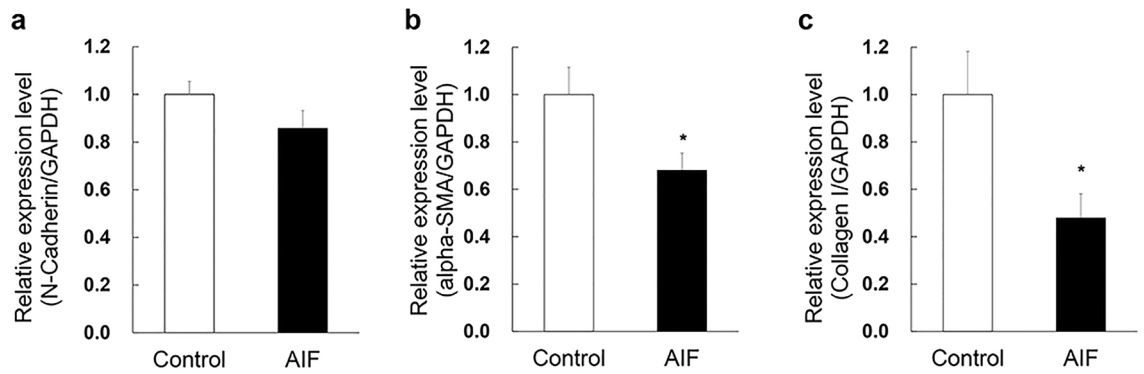 a
Relative expression level
(N-Cadherin/GAPDH)
1.2
1.0
0.8
0.6
0.4
0.2
0.0
Control AIF
b
Relative expression level
(alpha-SMA/GAPDH)
1.2
1.0
0.8
0.6
0.4
0.2
0.0
*
Control AIF
c
Relative expression level
(Collagen I/GAPDH)
1.2
1.0
0.8
0.6
0.4
0.2
0.0
*
Control AIF